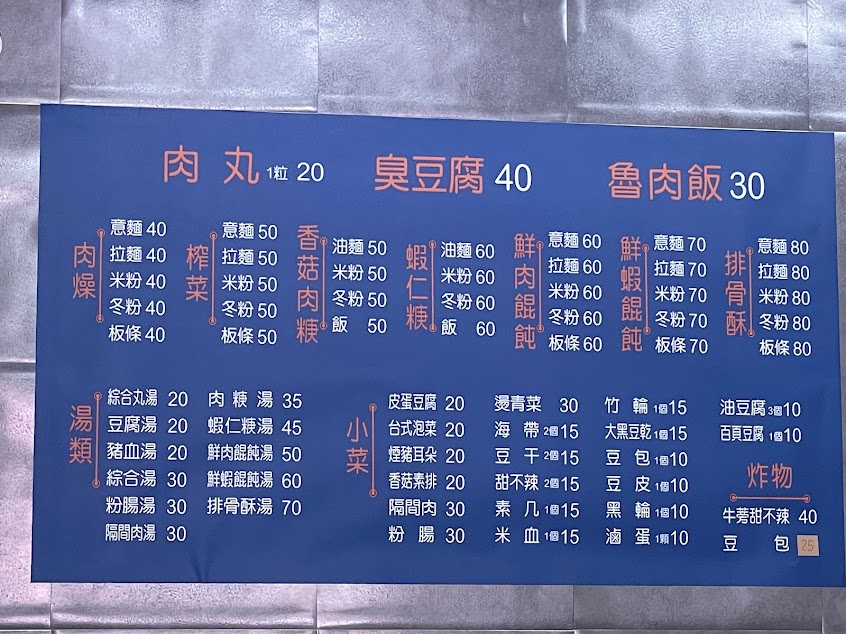 肉丸 1粒 20
臭豆腐 40
魯肉飯 30
肉燥
意麵 40
拉麵 40
米粉 40
冬粉 40
板條 40
榨菜
意麵 50
拉麵 50
米粉 50
冬粉 50
板條 50
香菇肉焿
油麵 50
米粉 50
冬粉 50
飯 50
蝦仁焿
油麵 60
米粉 60
冬粉 60
飯 60
鮮肉餛飩
意麵 60
拉麵 60
米粉 60
冬粉 60
板條 60
鮮蝦餛飩
意麵 70
拉麵 70
米粉 70
冬粉 70
板條 70
排骨酥
意麵 80
拉麵 80
米粉 80
冬粉 80
板條 80
湯類
綜合丸湯 20
豆腐湯 20
豬血湯 20
綜合湯 30
粉腸湯 30
隔間肉湯 30
肉焿湯 35
蝦仁焿湯 45
鮮肉餛飩湯 50
鮮蝦餛飩湯 60
排骨酥湯 70
小菜
皮蛋豆腐 20
台式泡菜 20
煙豬耳朵 20
香菇素排 20
隔間肉 30
粉腸 30
燙青菜 30
海帶 2個 15
豆干 2個 15
甜不辣 2個 15
素几 1個 15
米血 1個 15
竹輪 1個 15
大黑豆乾 1個 15
豆包 1個 10
豆皮 1個 10
黑輪 1個 10
滷蛋 1顆 10
油豆腐 3個 10
百頁豆腐 1個 10
炸物
牛蒡甜不辣 40
豆包 25